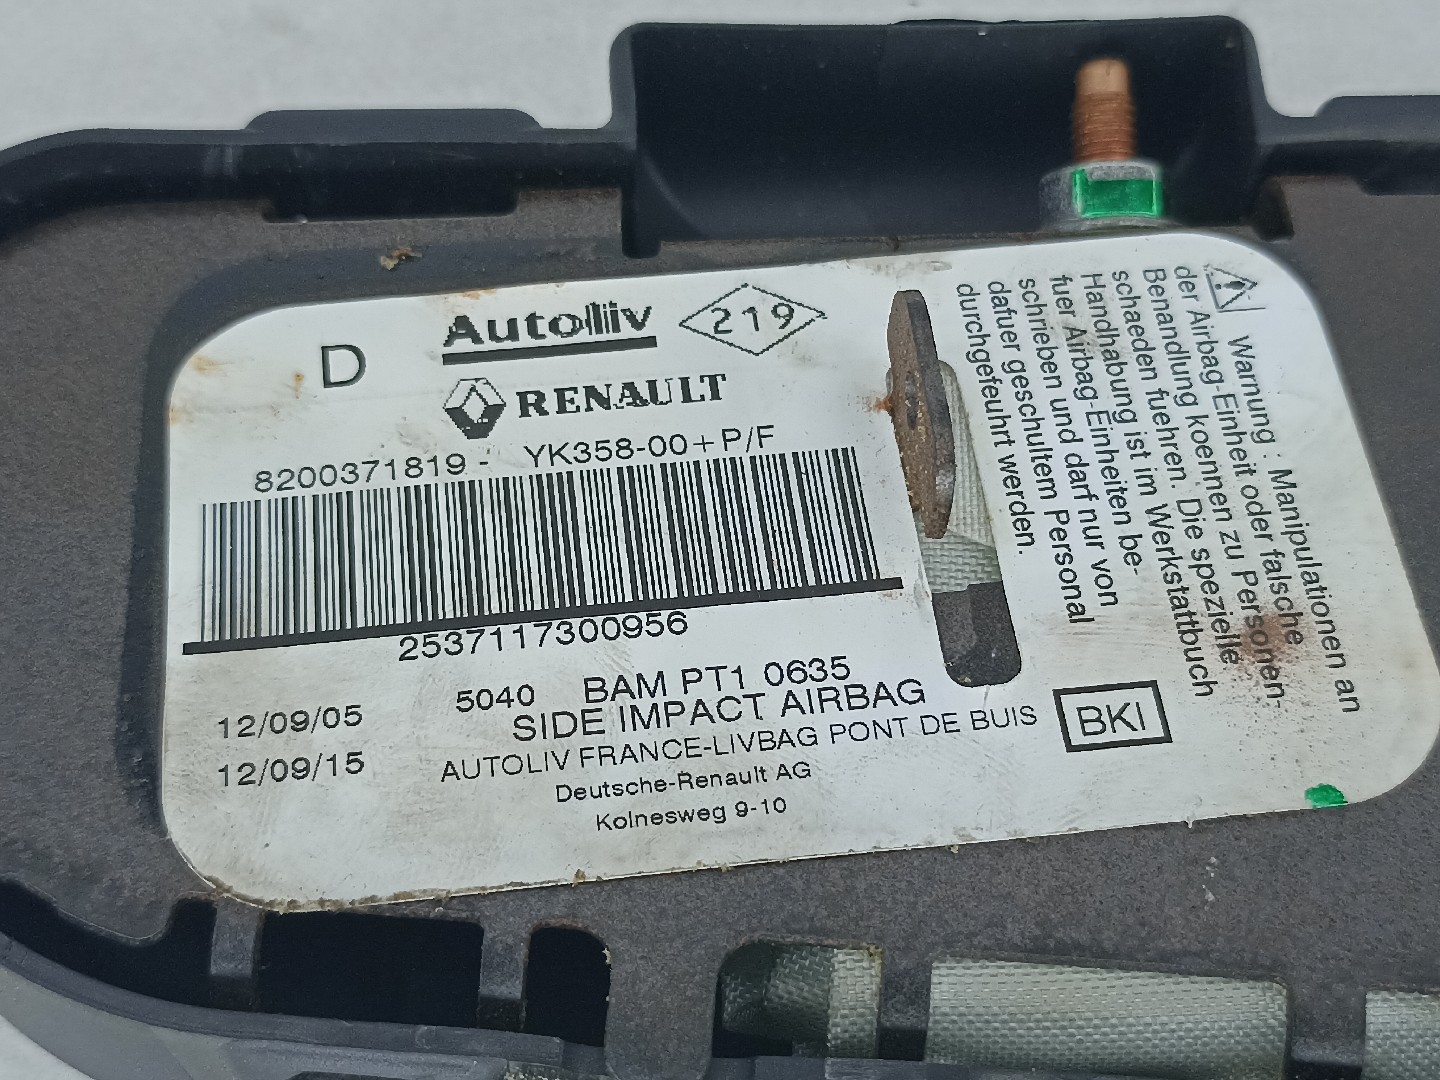 D
Autoliv
219
RENAULT
8200371819 - YK358-00+P/F
2537117300956
12/09/05
12/09/15
5040 BAM PT1 0635
SIDE IMPACT AIRBAG
AUTOLIV FRANCE-LIVBAG PONT DE BUIS
Deutsche-Renault AG
Kolnesweg 9-10
BKI
Warnung : Manipulationen an
der Airbag-Einheit oder falsche
Benandlung koennen zu Personen-
schaeden fuehren. Die spezielle
Handhabung ist im Werkstattbuch
fuer Airbag-Einheiten be-
schrieben und darf nur von
dafuer geschultem Personal
durchgefeuhrt werden.